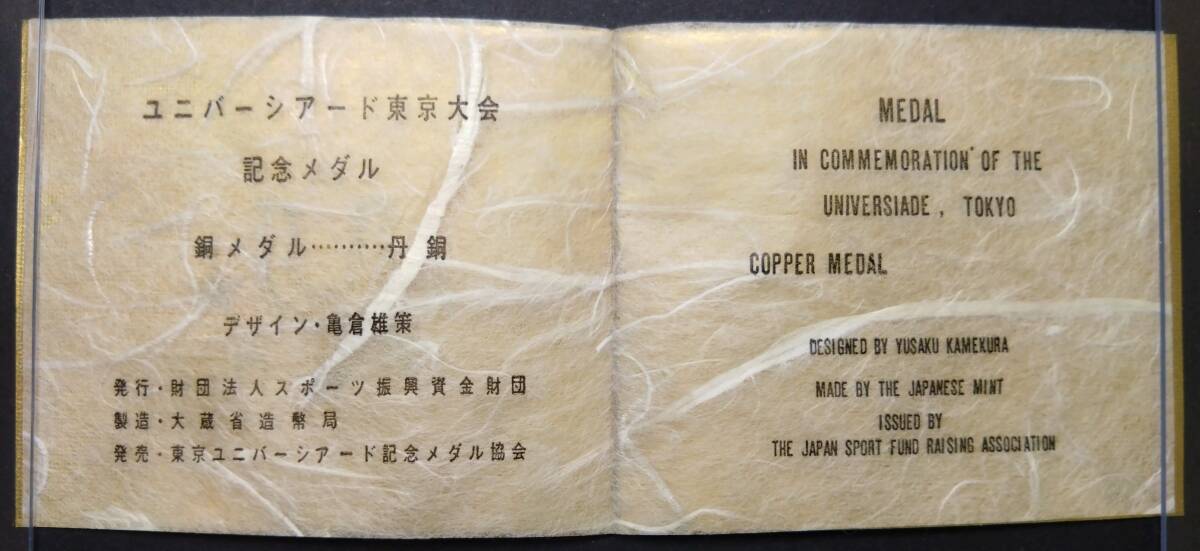 ユニバーシアード東京大会
記念メダル
銅メダル‥‥‥‥‥丹銅
デザイン・亀倉雄策
発行・財団法人スポーツ振興資金財団
製造・大蔵省造幣局
発売・東京ユニバーシアード記念メダル協会
MEDAL
IN COMMEMORATION OF THE
UNIVERSIADE, TOKYO
COPPER MEDAL
DESIGNED BY YUSAKU KAMEKURA
MADE BY THE JAPANESE MINT
ISSUED BY
THE JAPAN SPORT FUND RAISING ASSOCIATION